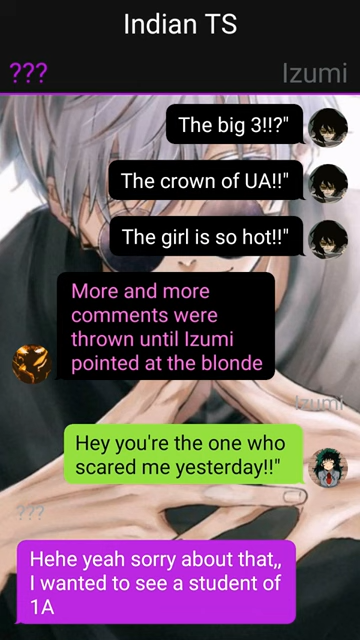 Indian TS
??? Izumi
The big 3!!?"
The crown of UA!!"
The girl is so hot!!"
More and more
comments were
thrown until Izumi
pointed at the blonde
Izumi
Hey you're the one who
scared me yesterday!!"
???
Hehe yeah sorry about that,,
I wanted to see a student of
1A